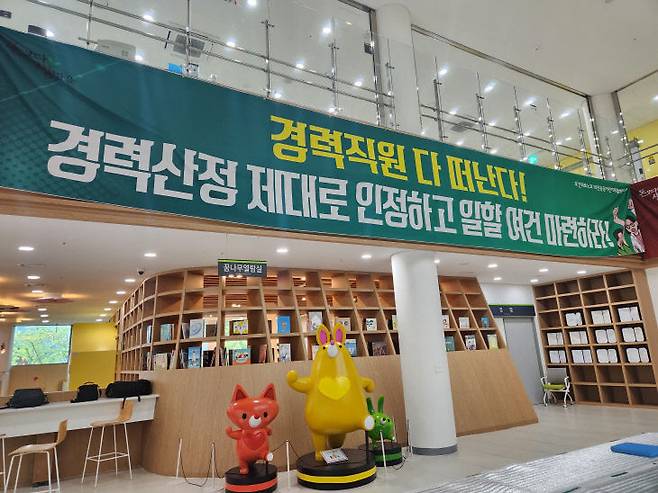 경력직원 다 떠난다!
경력산정 제대로 인정하고 일할 여건 마련하라!
꿈나무열람실